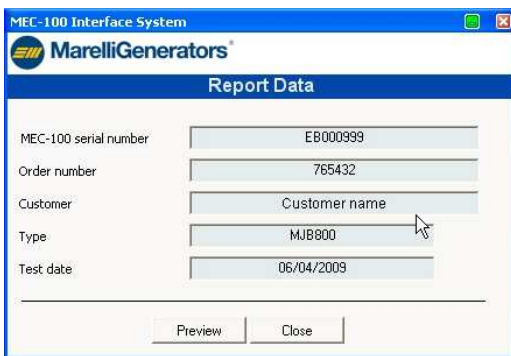 MEC-100 Interface System
MarelliGenerators®
Report Data
MEC-100 serial number EB000999
Order number 765432
Customer Customer name
Type MJB800
Test date 06/04/2009
Preview Close